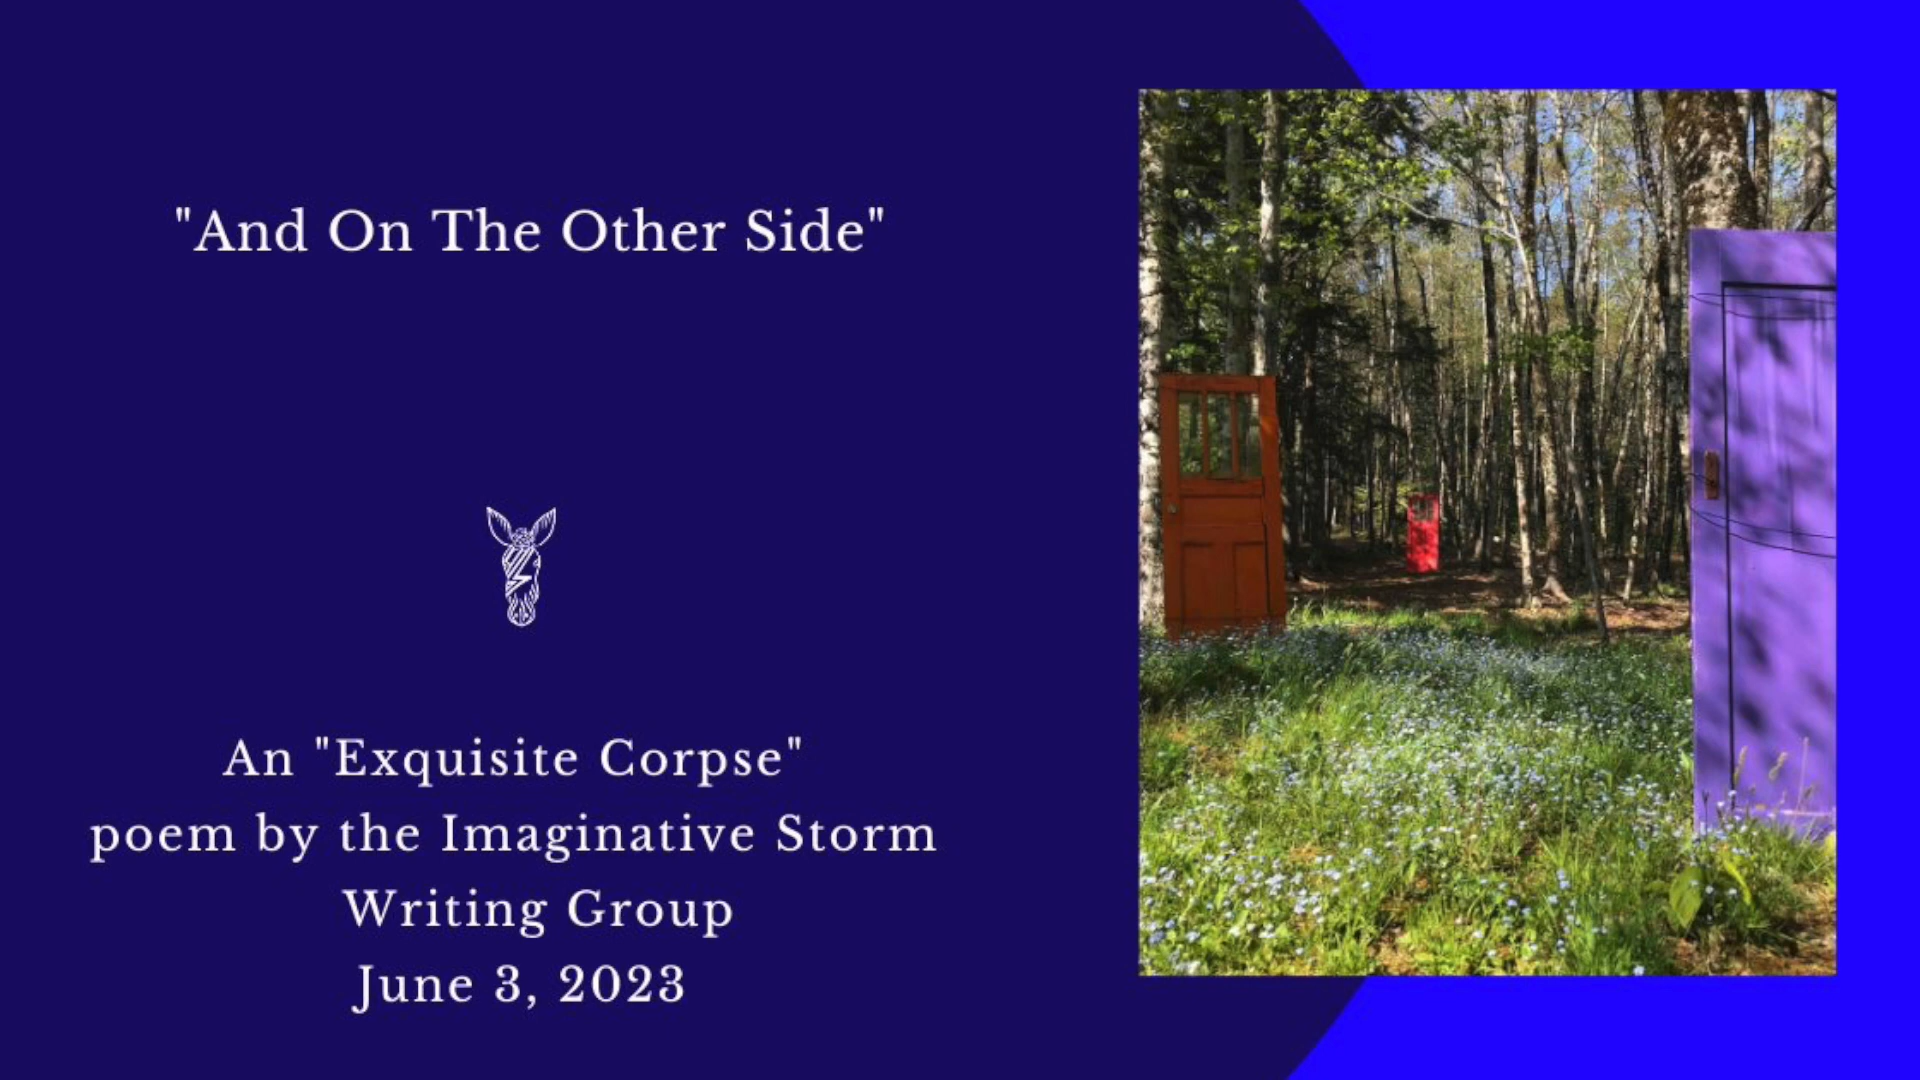 "And On The Other Side"
An "Exquisite Corpse"
poem by the Imaginative Storm
Writing Group
June 3, 2023